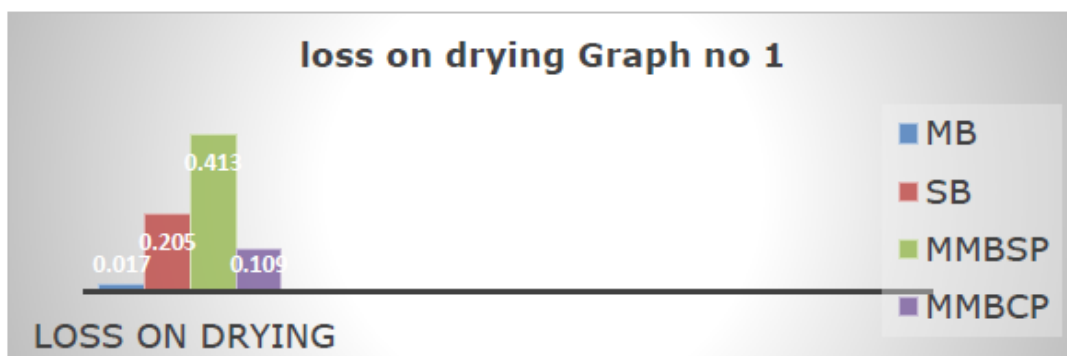 loss on drying Graph no 1
MB
SB
MMBSP
MMBCP
0.413
0.205
0.017
0.109
LOSS ON DRYING